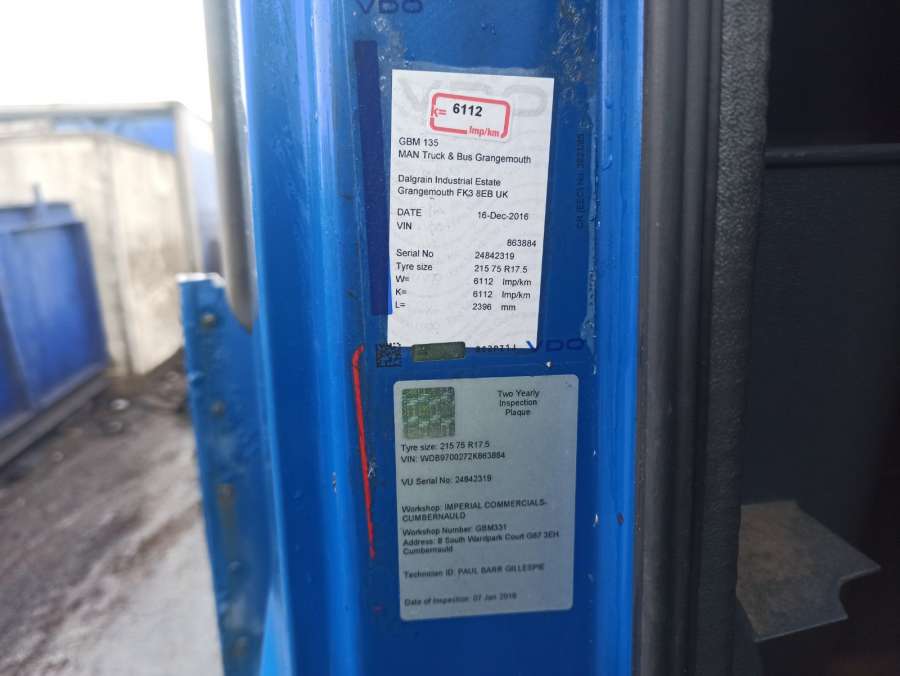 VDO
k= 6112
Imp/km
GBM 135
MAN Truck & Bus Grangemouth
Dalgrain Industrial Estate
Grangemouth FK3 8EB UK
DATE 16-Dec-2016
VIN
863884
Serial No 24842319
Tyre size 215 75 R17.5
W= 6112 Imp/km
K= 6112 Imp/km
L= 2396 mm
VDO
Two Yearly
Inspection
Plaque
Tyre size: 215 75 R17.5
VIN: WDB9700272K863884
VU Serial No: 24842319
Workshop: IMPERIAL COMMERCIALS-
CUMBERNAULD
Workshop Number: GBM331
Address: 8 South Wardpark Court G67 3EH
Cumbernauld
Technician ID: PAUL BARR GILLESPIE
Date of Inspection: 07 Jan 2019